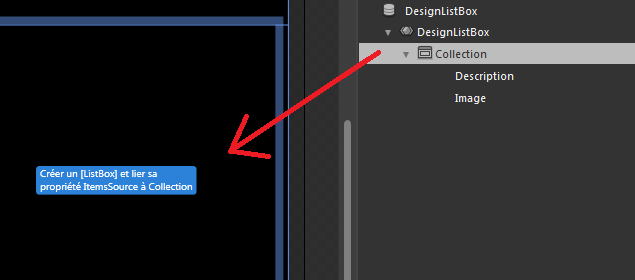 DesignListBox
DesignListBox
Collection
Description
Image
Créer un [ListBox] et lier sa
propriété ItemsSource à Collection